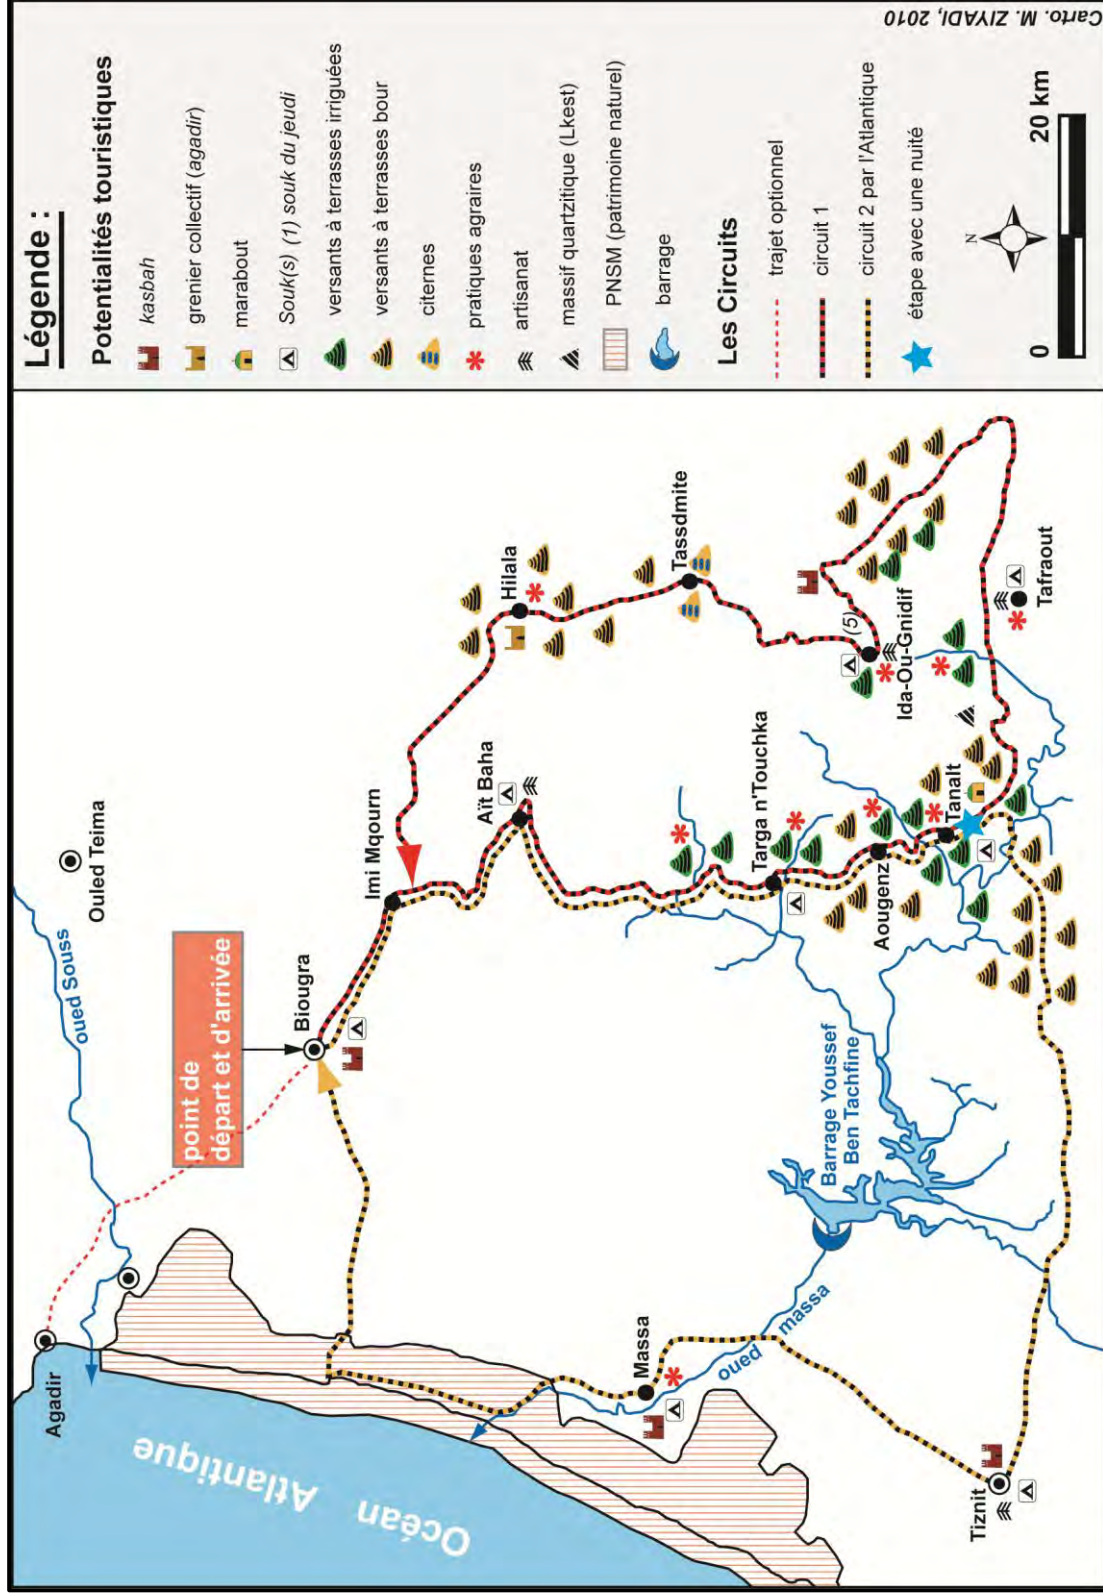 Légende :
Potentialités touristiques
kasbah
grenier collectif (agadir)
marabout
Souk(s) (1) souk du jeudi
versants à terrasses irriguées
versants à terrasses bour
citernes
pratiques agraires
artisanat
massif quartzitique (Lkest)
PNSM (patrimoine naturel)
barrage
Les Circuits
trajet optionnel
circuit 1
circuit 2 par l'Atlantique
étape avec une nuité
N
0
20 km
Carto. M. ZIYADI, 2010
Agadir
Océan
Atlantique
oued Souss
Ouled Teima
point de
départ et d'arrivée
Biougra
Imi Mqourn
Aït Baha
Hilala
Tassdmite
Massa
oued massa
Barrage Youssef
Ben Tachfine
Targa n'Touchka
Aougenz
Tanalt
(5)
Ida-Ou-Gnidif
Tafraout
Tiznit